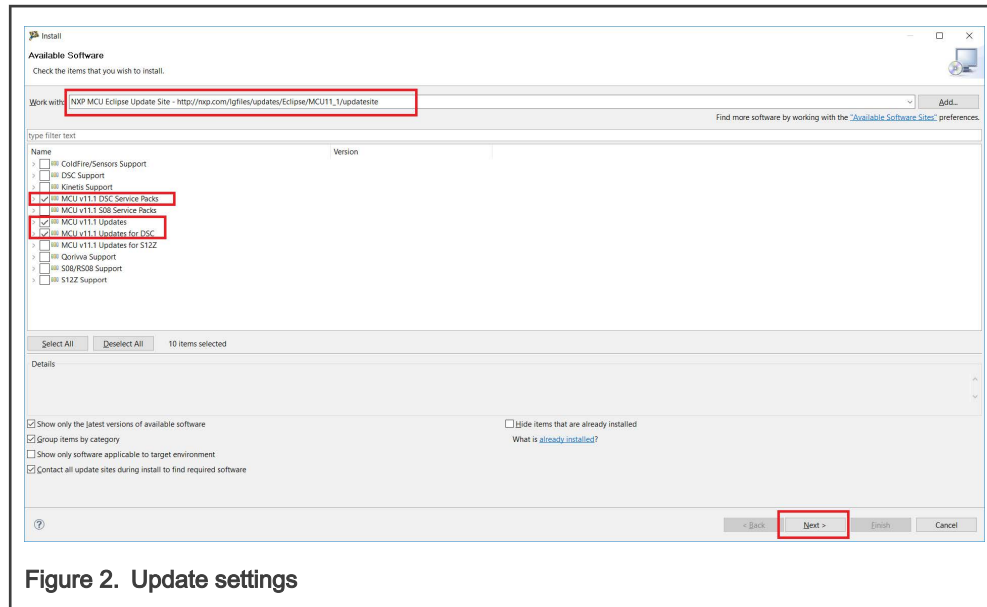 Install
Available Software
Check the items that you wish to install.
Work with: NXP MCU Eclipse Update Site - http://nxp.com/lgfiles/updates/Eclipse/MCU11_1/updatesite Add...
Find more software by working with the "Available Software Sites" preferences.
type filter text
Name Version
ColdFire/Sensors Support
DSC Support
Kinetis Support
MCU v11.1 DSC Service Packs
MCU v11.1 S08 Service Packs
MCU v11.1 Updates
MCU v11.1 Updates for DSC
MCU v11.1 Updates for S12Z
Qorivva Support
S08/RS08 Support
S12Z Support
Select All Deselect All 10 items selected
Details
Show only the latest versions of available software Hide items that are already installed
Group items by category What is already installed?
Show only software applicable to target environment
Contact all update sites during install to find required software
< Back Next > Finish Cancel
Figure 2. Update settings